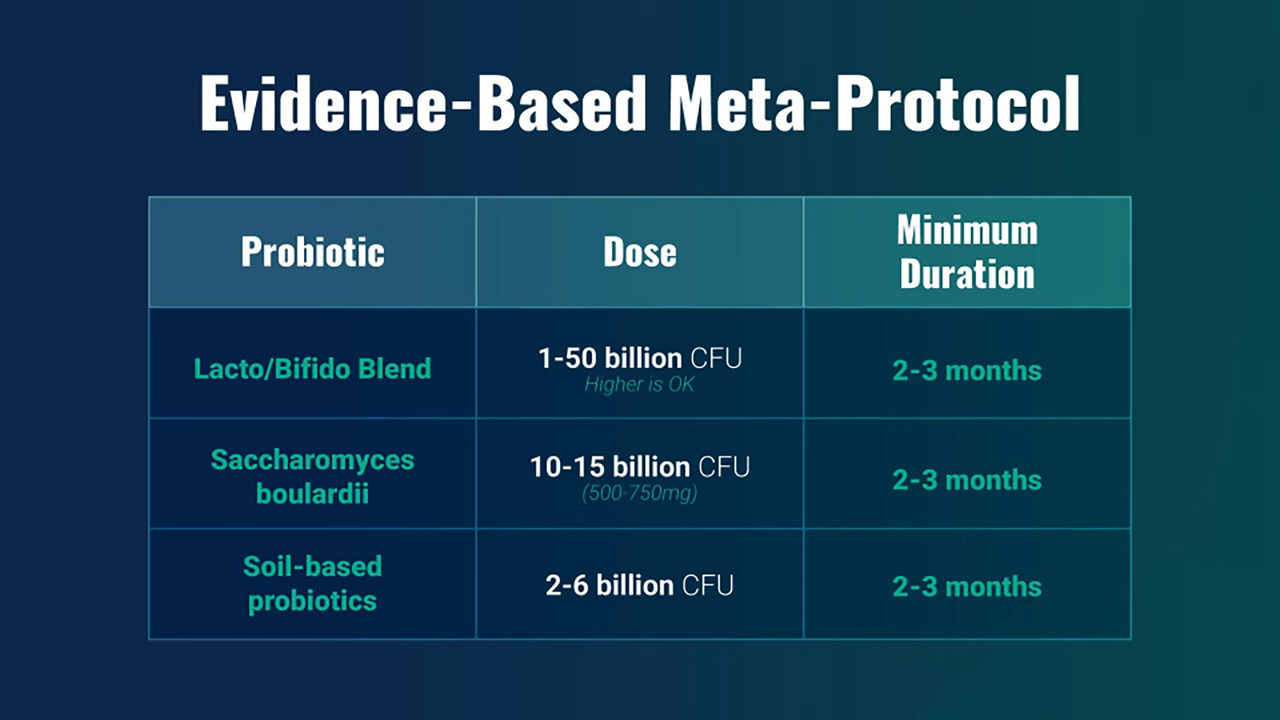 Evidence-Based Meta-Protocol
Probiotic
Dose
Minimum
Duration
Lacto/Bifido Blend
1-50 billion CFU
Higher is OK
2-3 months
Saccharomyces
boulardii
10-15 billion CFU
(500-750mg)
2-3 months
Soil-based
probiotics
2-6 billion CFU
2-3 months